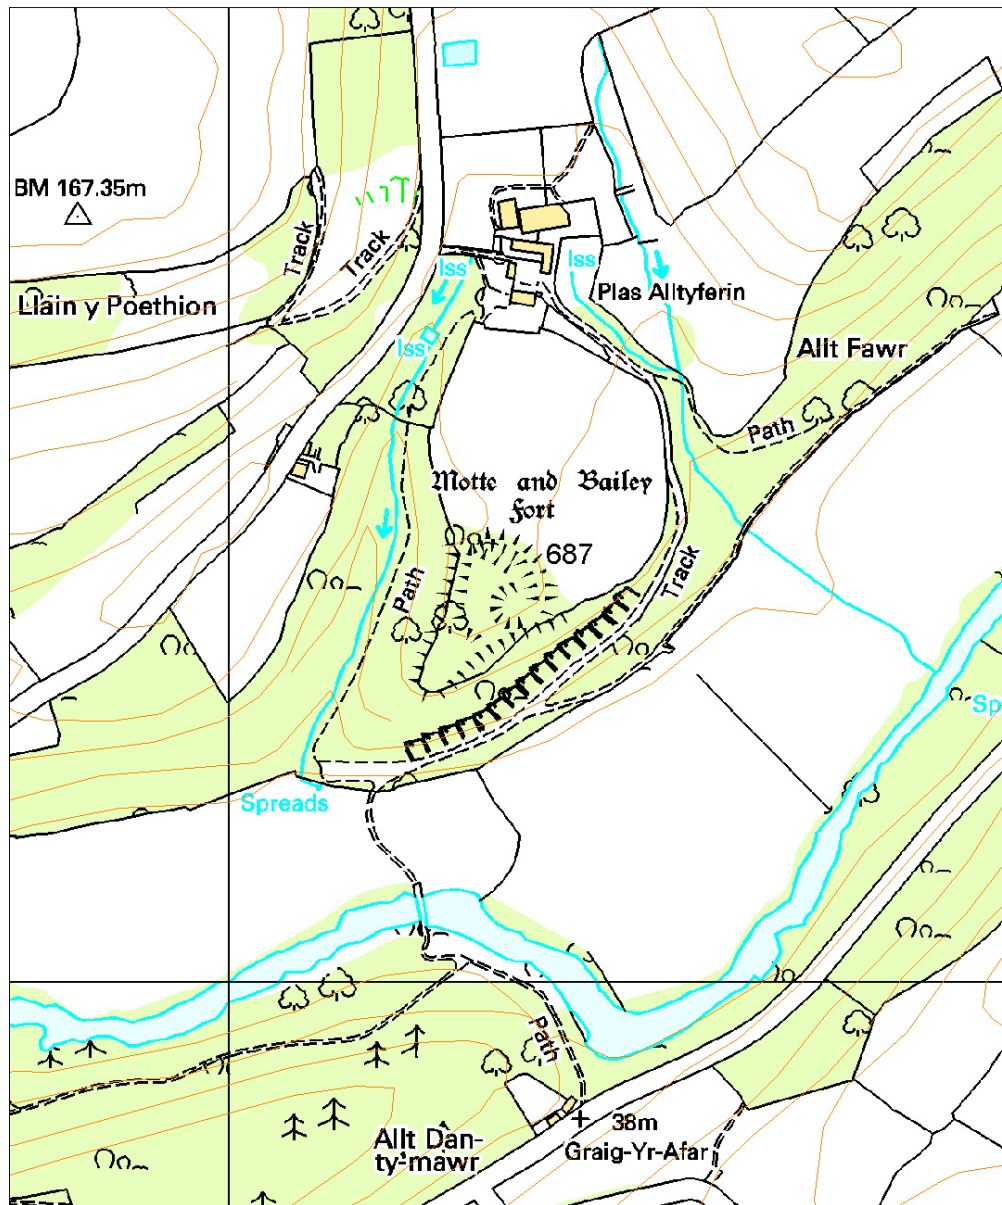 BM 167.35m
Track
Track
Iss
Iss
Llain y Poethion
Iss
Plas Alltyferin
Allt Fawr
Path
Motte and Bailey
Fort
687
Path
Track
Sp
Spreads
Path
38m
Graig-Yr-Afar
Allt Dan-
ty-mawr